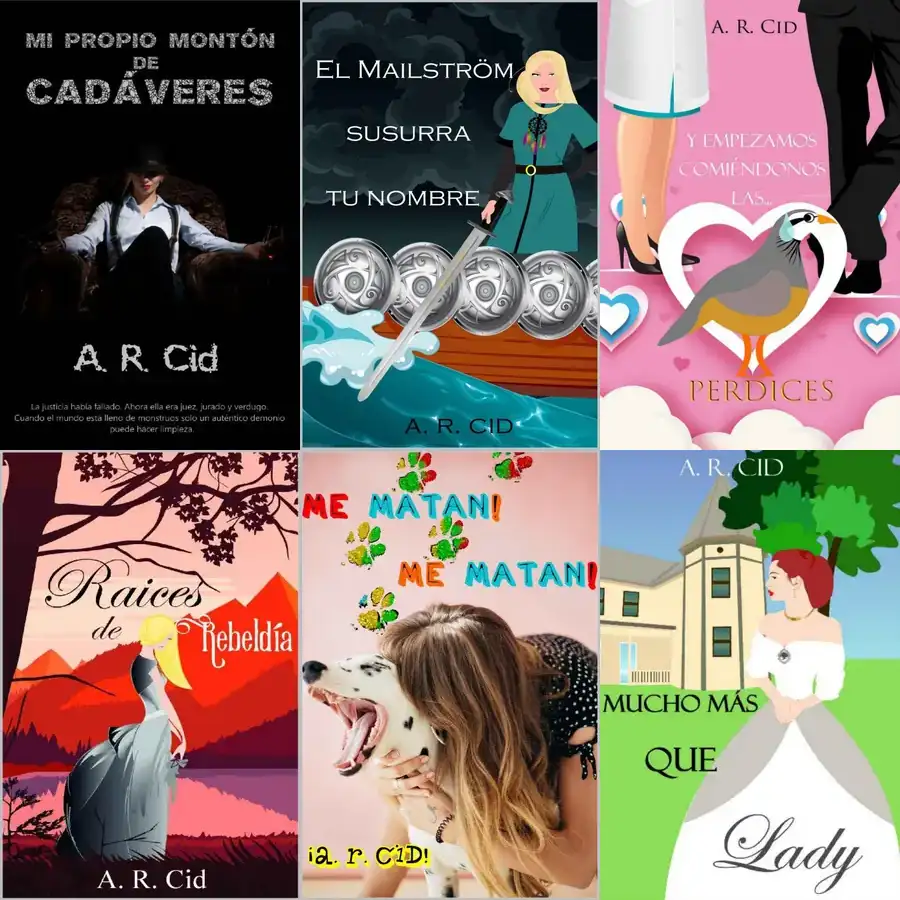 MI PROPIO MONTÓN
DE
CADÁVERES
A. R. Cid
La justicia había fallado. Ahora ella era juez, jurado y verdugo.
Cuando el mundo está lleno de monstruos solo un auténtico demonio
puede hacer limpieza.
EL MAILSTRÖM
SUSURRA
TU NOMBRE
A. R. CID
A. R. CID
Y EMPEZAMOS
COMIÉNDONOS
LAS...
PERDICES
Raices
de
Rebeldía
A. R. Cid
ME MATAN!
ME MATAN!
¡A. R. CID!
A. R. CID
MUCHO MÁS
QUE
Lady